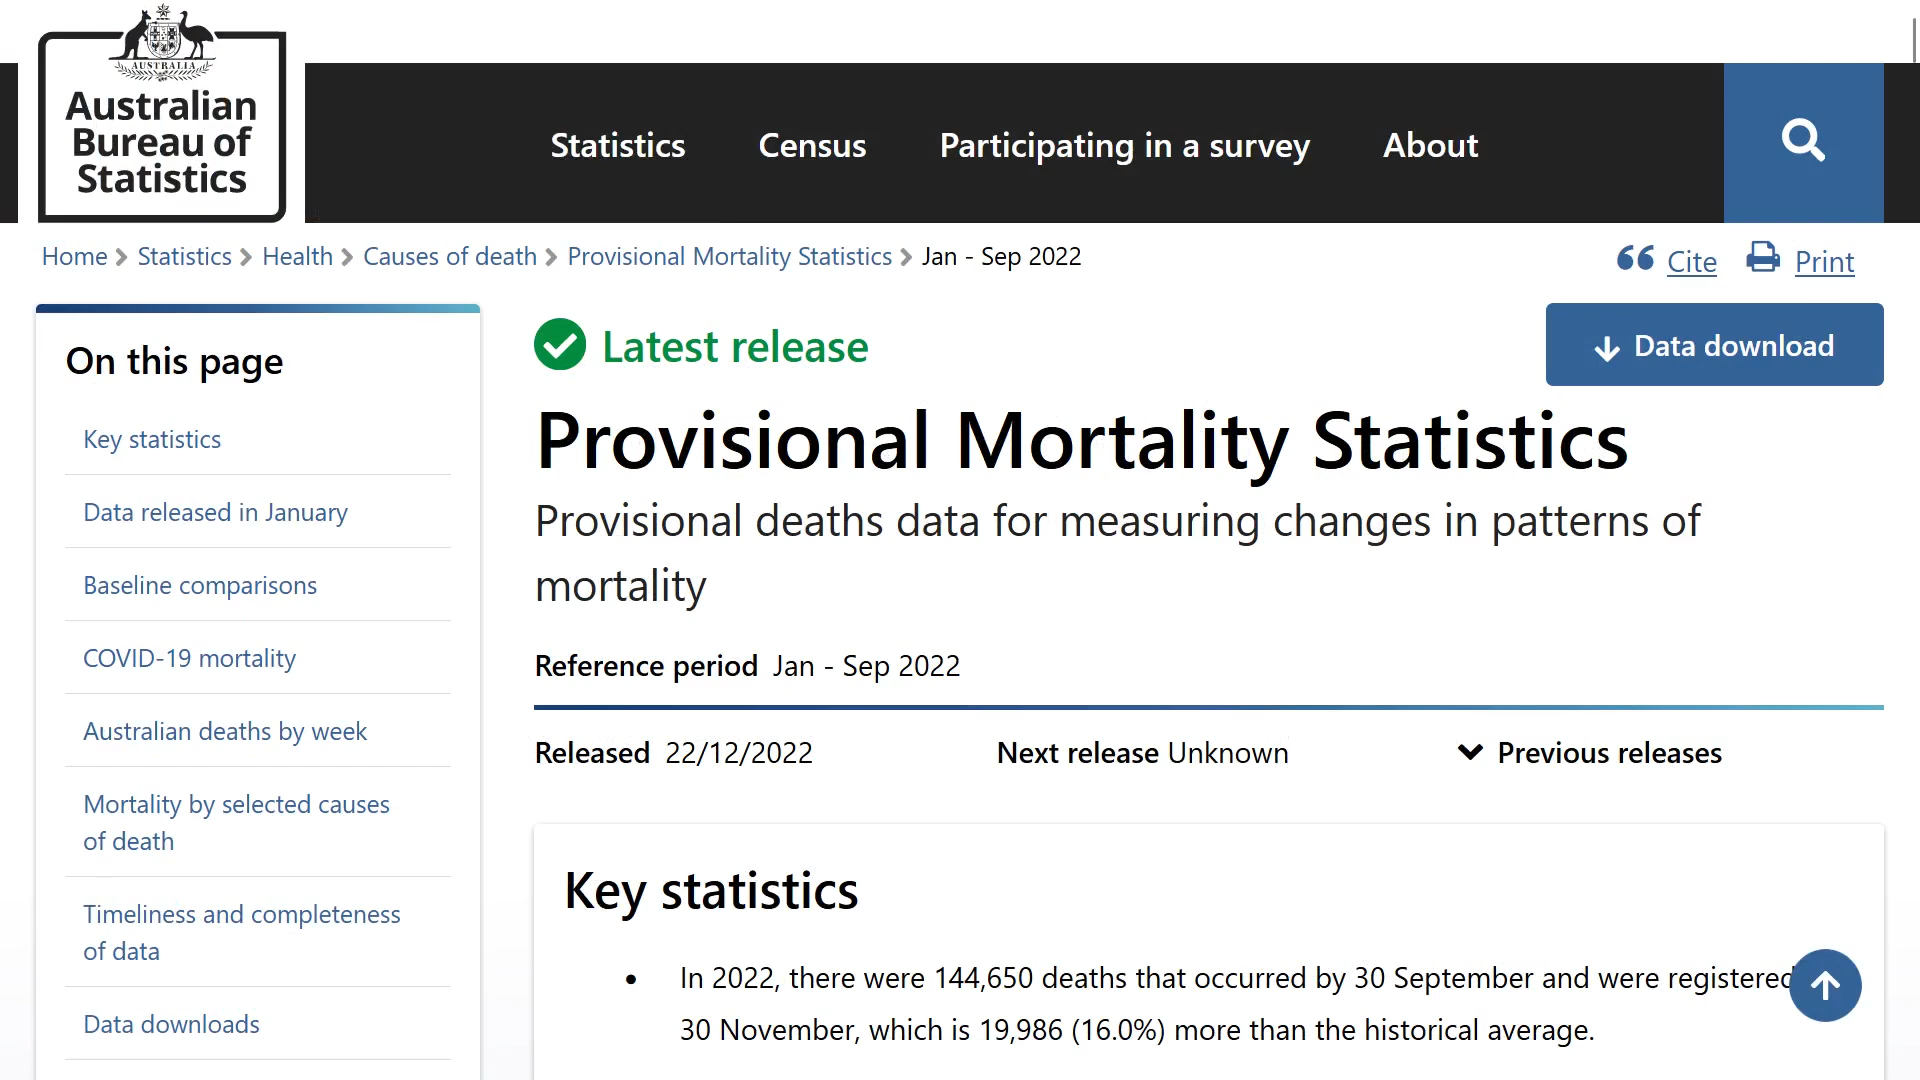 AUSTRALIA
Australian
Bureau of
Statistics
Statistics Census Participating in a survey About
Home Statistics Health Causes of death Provisional Mortality Statistics Jan - Sep 2022
Cite Print
On this page
Key statistics
Data released in January
Baseline comparisons
COVID-19 mortality
Australian deaths by week
Mortality by selected causes
of death
Timeliness and completeness
of data
Data downloads
Latest release
Data download
Provisional Mortality Statistics
Provisional deaths data for measuring changes in patterns of
mortality
Reference period Jan - Sep 2022
Released 22/12/2022 Next release Unknown Previous releases
Key statistics
• In 2022, there were 144,650 deaths that occurred by 30 September and were registered
30 November, which is 19,986 (16.0%) more than the historical average.